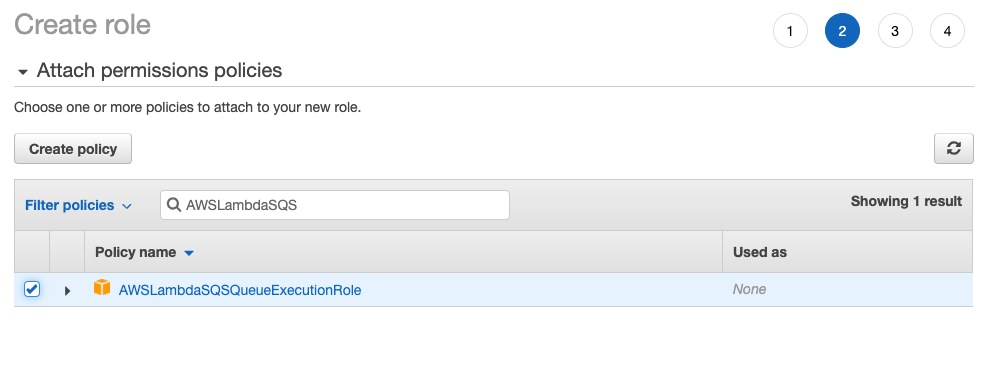 Create role
1 2 3 4
Attach permissions policies
Choose one or more policies to attach to your new role.
Create policy
Filter policies AWSLambdaSQS Showing 1 result
Policy name Used as
AWSLambdaSQSQueueExecutionRole None